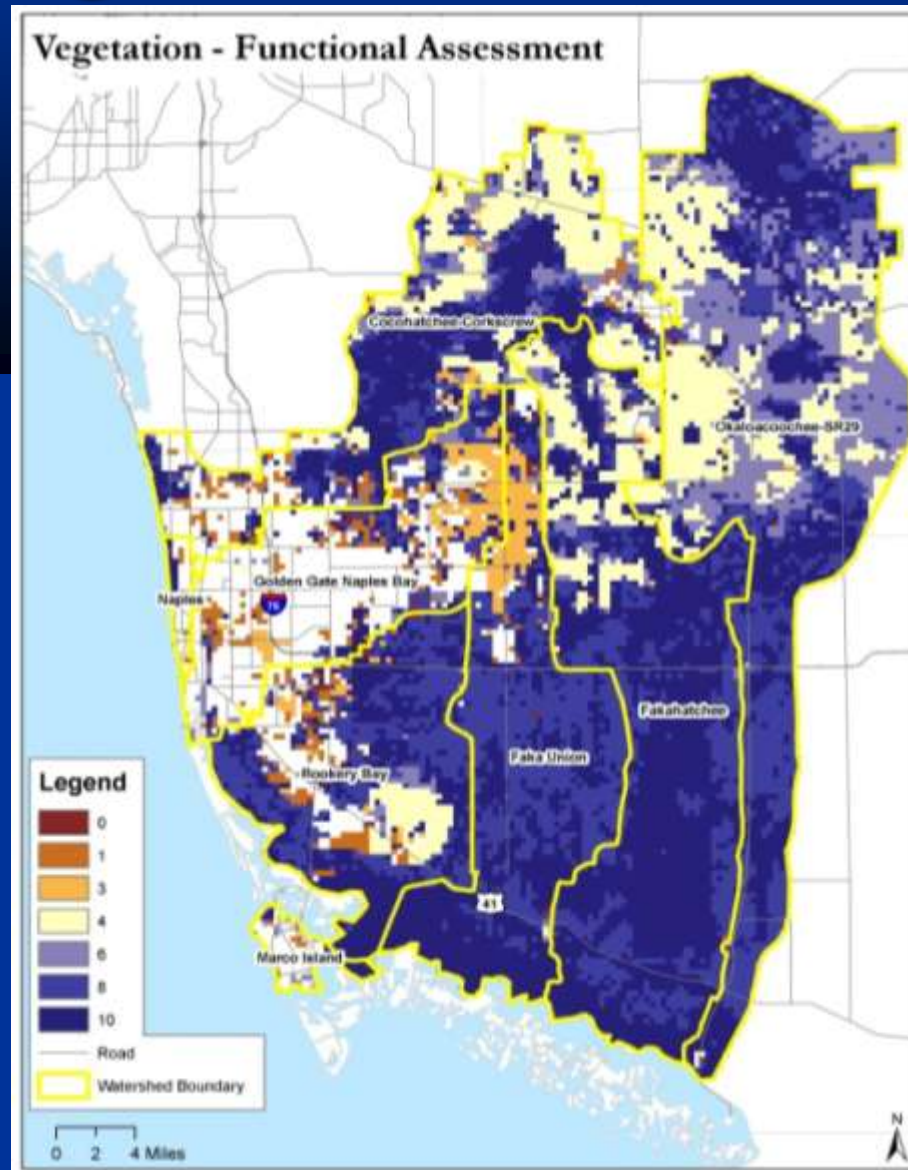 Vegetation - Functional Assessment
Cocohatchee-Corkscrew
Okaloacoochee-SR29
Golden Gate Naples Bay
Naples
75
Fakahatchee
Faka Union
Rookery Bay
41
Marco Island
Legend
0
1
3
4
6
8
10
Road
Watershed Boundary
0 2 4 Miles
N